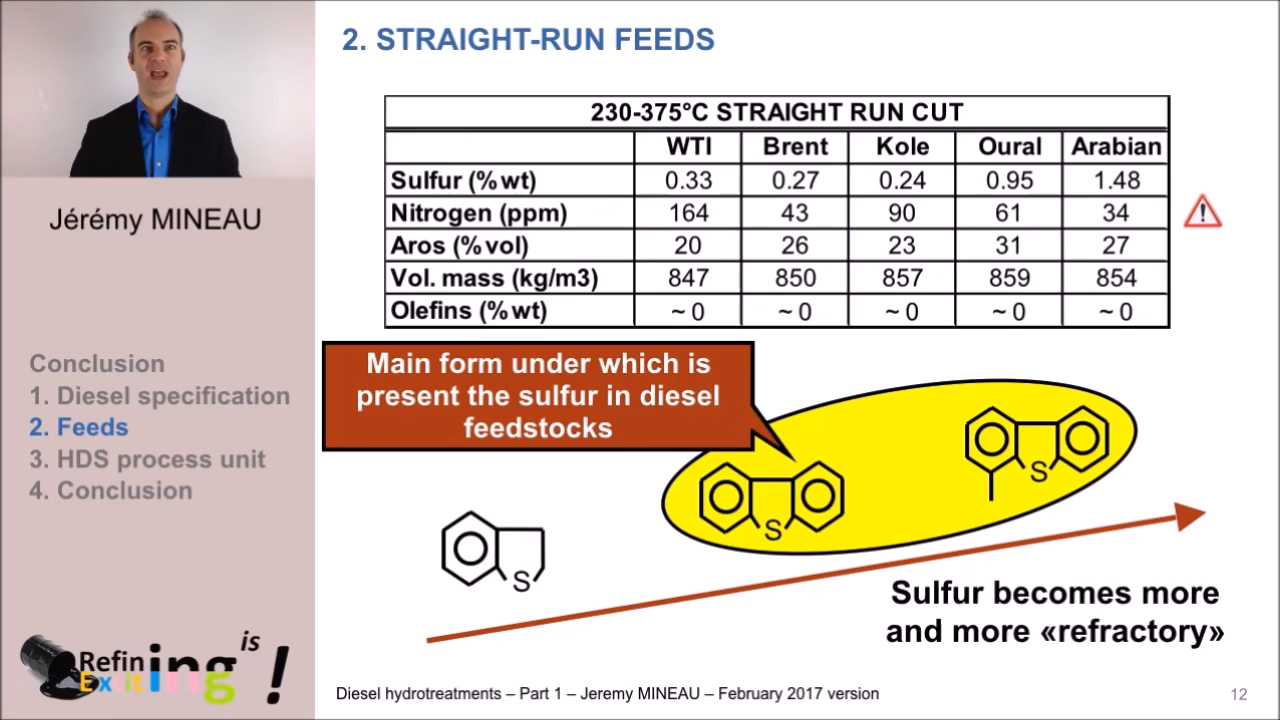 2. STRAIGHT-RUN FEEDS
230-375°C STRAIGHT RUN CUT
WTI Brent Kole Oural Arabian
Sulfur (%wt) 0.33 0.27 0.24 0.95 1.48
Nitrogen (ppm) 164 43 90 61 34
Aros (%vol) 20 26 23 31 27
Vol. mass (kg/m3) 847 850 857 859 854
Olefins (%wt) ~ 0 ~ 0 ~ 0 ~ 0 ~ 0
!
Jérémy MINEAU
Conclusion
1. Diesel specification
2. Feeds
3. HDS process unit
4. Conclusion
Main form under which is
present the sulfur in diesel
feedstocks
S
S
S
Sulfur becomes more
and more «refractory»
Refining is
Exciting !
Diesel hydrotreatments – Part 1 – Jeremy MINEAU – February 2017 version
12